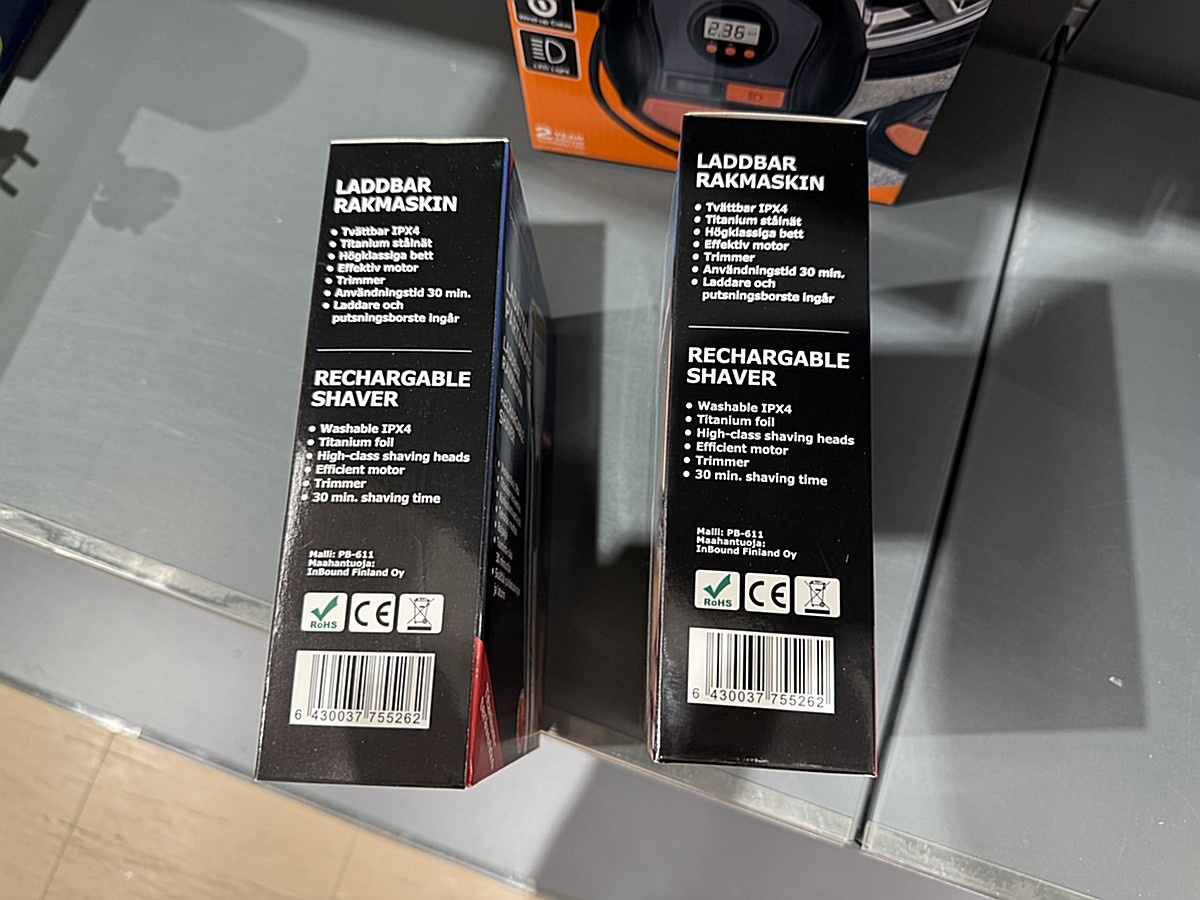 2.36
2
LADDBAR
RAKMASKIN
• Tvättbar IPX4
• Titanium stålnät
• Högklassiga bett
• Effektiv motor
• Trimmer
• Användningstid 30 min.
• Laddare och
putsningsborste ingår
RECHARGABLE
SHAVER
• Washable IPX4
• Titanium foil
• High-class shaving heads
• Efficient motor
• Trimmer
• 30 min. shaving time
Malli: PB-611
Maahantuoja:
InBound Finland Oy
RoHS
CE
6 430037 755262
LADDBAR
RAKMASKIN
• Tvättbar IPX4
• Titanium stålnät
• Högklassiga bett
• Effektiv motor
• Trimmer
• Användningstid 30 min.
• Laddare och
putsningsborste ingår
RECHARGABLE
SHAVER
• Washable IPX4
• Titanium foil
• High-class shaving heads
• Efficient motor
• Trimmer
• 30 min. shaving time
Malli: PB-611
Maahantuoja:
InBound Finland Oy
RoHS
CE
6 430037 755262